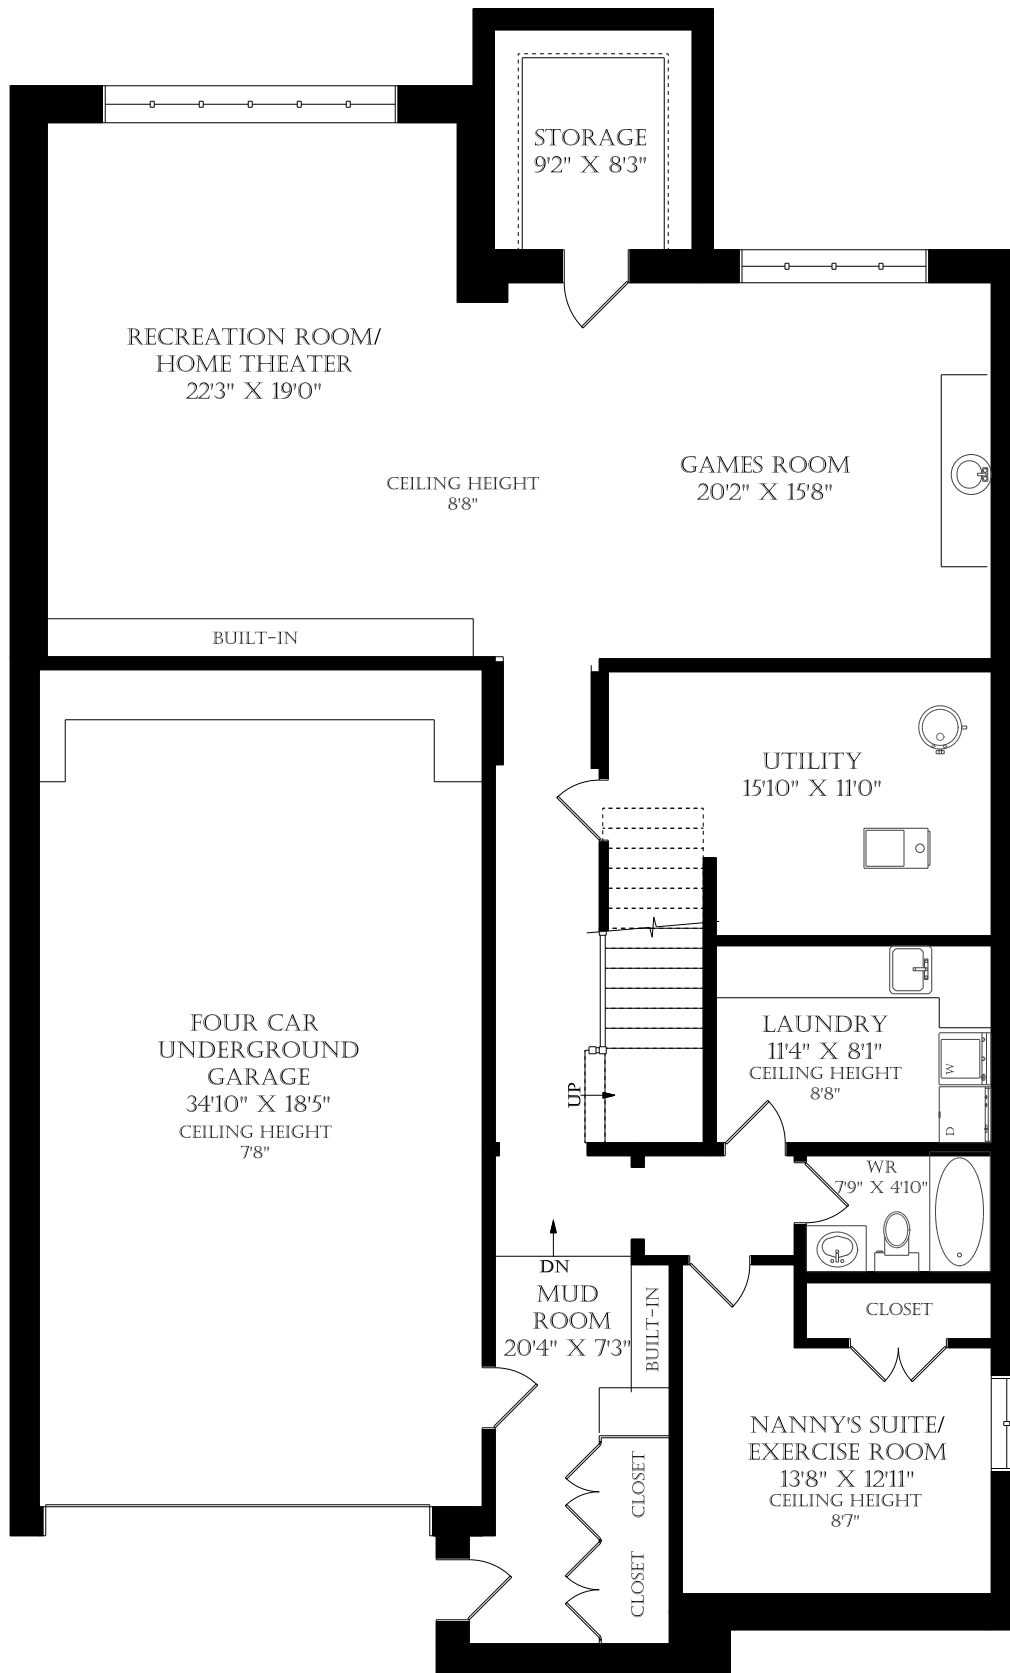 STORAGE
9'2" X 8'3"
RECREATION ROOM/
HOME THEATER
22'3" X 19'0"
CEILING HEIGHT
8'8"
GAMES ROOM
20'2" X 15'8"
BUILT-IN
UTILITY
15'10" X 11'0"
FOUR CAR
UNDERGROUND
GARAGE
34'10" X 18'5"
CEILING HEIGHT
7'8"
LAUNDRY
11'4" X 8'1"
CEILING HEIGHT
8'8"
W
D
UP
WR
7'9" X 4'10"
DN
MUD
ROOM
20'4" X 7'3"
BUILT-IN
CLOSET
NANNY'S SUITE/
EXERCISE ROOM
13'8" X 12'11"
CEILING HEIGHT
8'7"
CLOSET
CLOSET